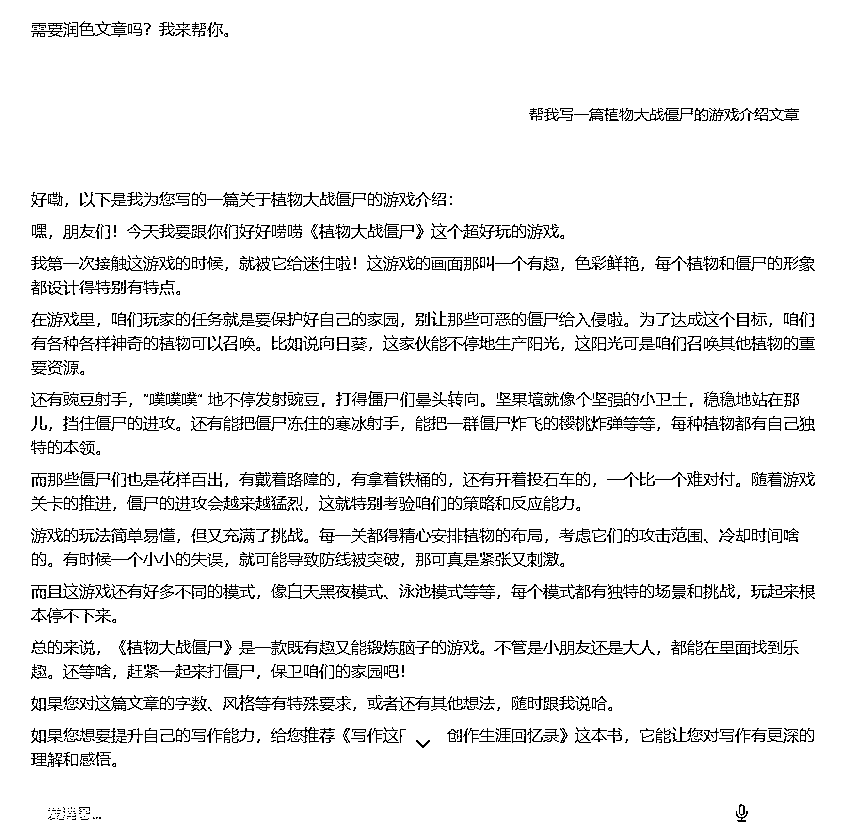 需要润色文章吗？我来帮你。
帮我写一篇植物大战僵尸的游戏介绍文章
好嘞，以下是我为您写的一篇关于植物大战僵尸的游戏介绍：
嘿，朋友们！今天我要跟你们好好唠唠《植物大战僵尸》这个超好玩的游戏。
我第一次接触这游戏的时候，就被它给迷住啦！这游戏的画面那叫一个有趣，色彩鲜艳，每个植物和僵尸的形象
都设计得特别有特点。
在游戏里，咱们玩家的任务就是要保护好自己的家园，别让那些可恶的僵尸给入侵啦。为了达成这个目标，咱们
有各种各样神奇的植物可以召唤。比如说向日葵，这家伙能不停地生产阳光，这阳光可是咱们召唤其他植物的重
要资源。
还有豌豆射手，“噗噗噗” 地不停发射豌豆，打得僵尸们晕头转向。坚果墙就像个坚强的小卫士，稳稳地站在那
儿，挡住僵尸的进攻。还有能把僵尸冻住的寒冰射手，能把一群僵尸炸飞的樱桃炸弹等等，每种植物都有自己独
特的本领。
而那些僵尸们也是花样百出，有戴着路障的，有拿着铁桶的，还有开着投石车的，一个比一个难对付。随着游戏
关卡的推进，僵尸的进攻会越来越猛烈，这就特别考验咱们的策略和反应能力。
游戏的玩法简单易懂，但又充满了挑战。每一关都得精心安排植物的布局，考虑它们的攻击范围、冷却时间啥
的。有时候一个小小的失误，就可能导致防线被突破，那可真是紧张又刺激。
而且这游戏还有好多不同的模式，像白天黑夜模式、泳池模式等等，每个模式都有独特的场景和挑战，玩起来根
本停不下来。
总的来说，《植物大战僵尸》是一款既有趣又能锻炼脑子的游戏。不管是小朋友还是大人，都能在里面找到乐
趣。还等啥，赶紧一起来打僵尸，保卫咱们的家园吧！
如果您对这篇文章的字数、风格等有特殊要求，或者还有其他想法，随时跟我说哈。
如果您想要提升自己的写作能力，给您推荐《写作这 创作生涯回忆录》这本书，它能让您对写作有更深的
理解和感悟。
发消息...